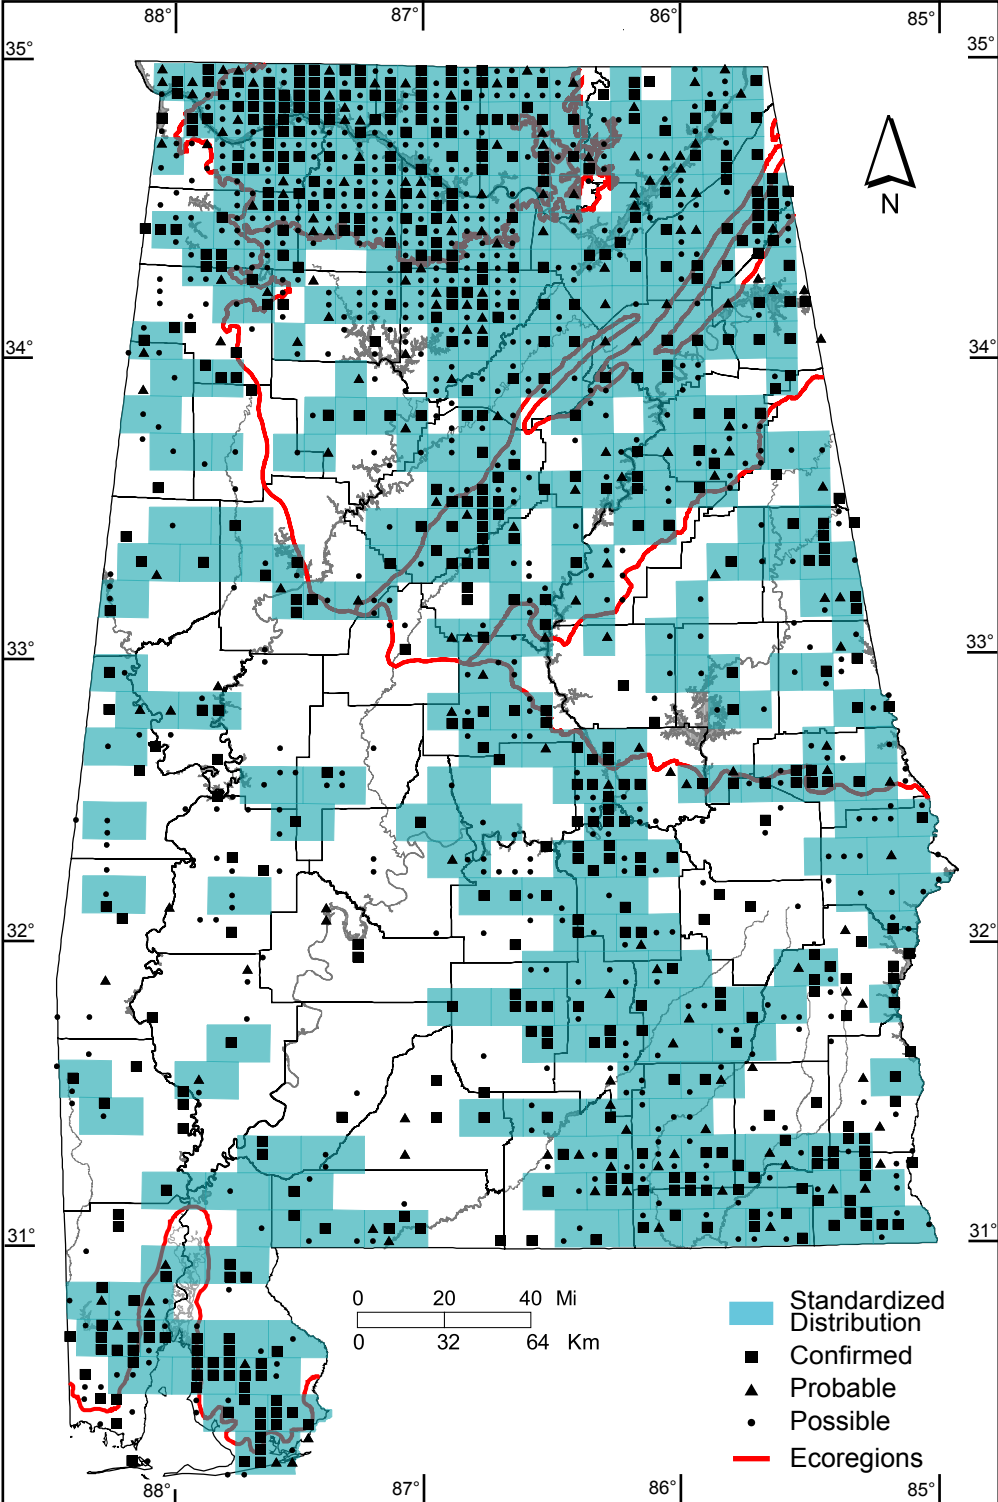 88° 87° 86° 85°
35° 35°
N
34° 34°
33° 33°
32° 32°
31° 31°
0 20 40 Mi
0 32 64 Km
Standardized
Distribution
Confirmed
Probable
Possible
Ecoregions
88° 87° 86° 85°